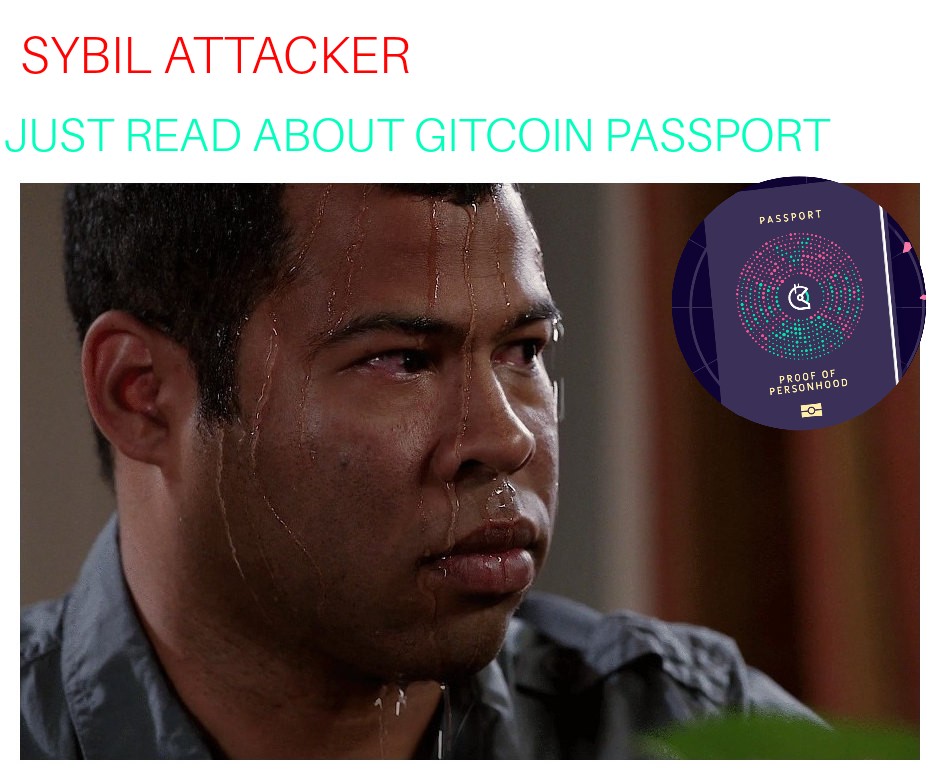 SYBIL ATTACKER
JUST READ ABOUT GITCOIN PASSPORT
PASSPORT
PROOF OF
PERSONHOOD